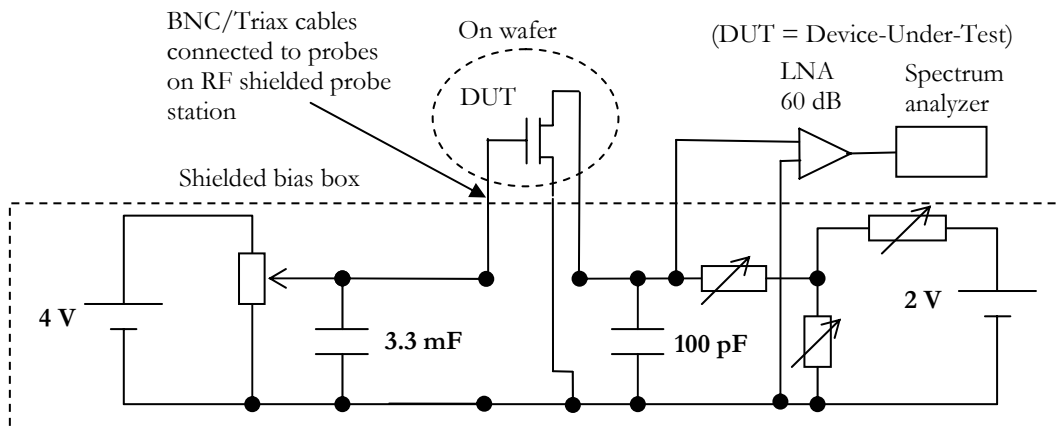 BNC/Triax cables
connected to probes
on RF shielded probe
station
On wafer
DUT
(DUT = Device-Under-Test)
LNA
60 dB
Spectrum
analyzer
Shielded bias box
4 V
3.3 mF
100 pF
2 V